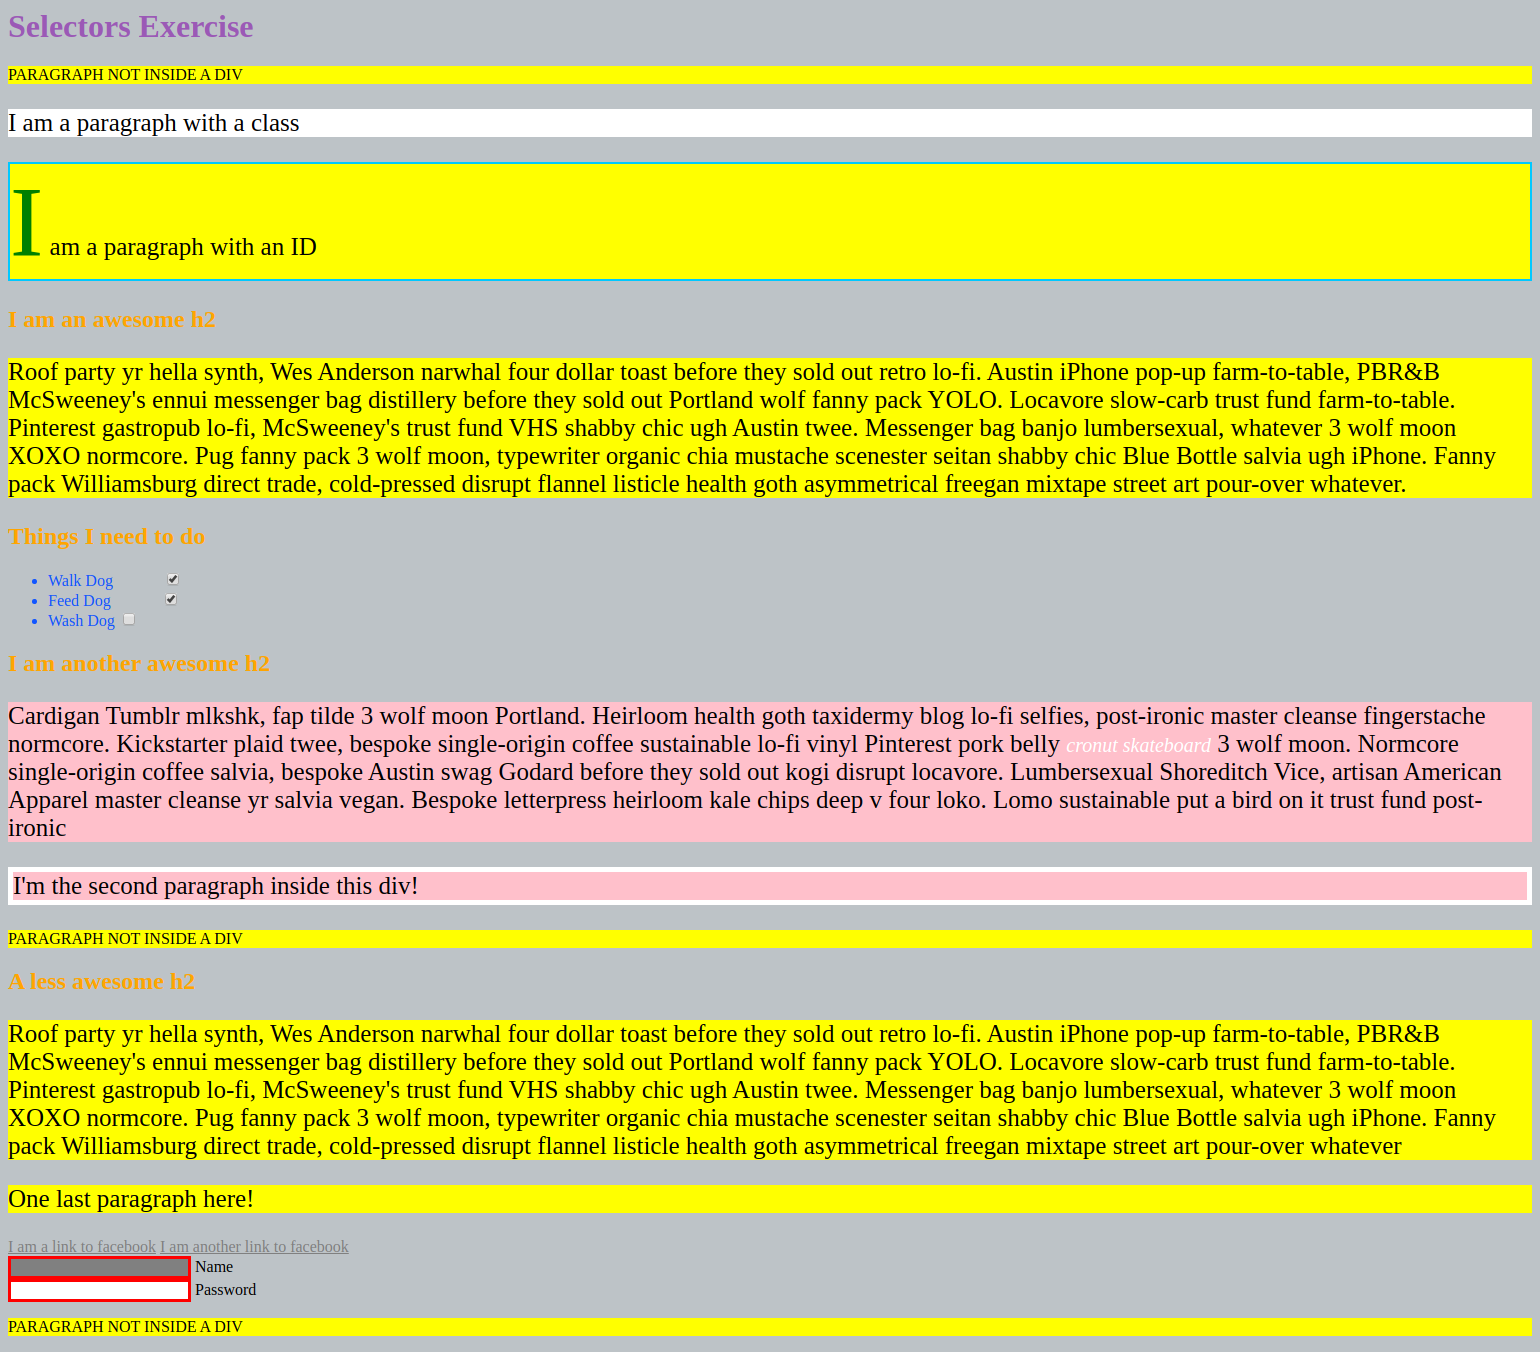 Selectors Exercise
PARAGRAPH NOT INSIDE A DIV
I am a paragraph with a class
I am a paragraph with an ID
I am an awesome h2
Roof party yr hella synth, Wes Anderson narwhal four dollar toast before they sold out retro lo-fi. Austin iPhone pop-up farm-to-table, PBR&B
McSweeney's ennui messenger bag distillery before they sold out Portland wolf fanny pack YOLO. Locavore slow-carb trust fund farm-to-table.
Pinterest gastropub lo-fi, McSweeney's trust fund VHS shabby chic ugh Austin twee. Messenger bag banjo lumbersexual, whatever 3 wolf moon
XOXO normcore. Pug fanny pack 3 wolf moon, typewriter organic chia mustache scenester seitan shabby chic Blue Bottle salvia ugh iPhone. Fanny
pack Williamsburg direct trade, cold-pressed disrupt flannel listicle health goth asymmetrical freegan mixtape street art pour-over whatever.
Things I need to do
• Walk Dog
• Feed Dog
• Wash Dog
I am another awesome h2
Cardigan Tumblr mlkshk, fap tilde 3 wolf moon Portland. Heirloom health goth taxidermy blog lo-fi selfies, post-ironic master cleanse fingerstache
normcore. Kickstarter plaid twee, bespoke single-origin coffee sustainable lo-fi vinyl Pinterest pork belly cronut skateboard 3 wolf moon. Normcore
single-origin coffee salvia, bespoke Austin swag Godard before they sold out kogi disrupt locavore. Lumbersexual Shoreditch Vice, artisan American
Apparel master cleanse yr salvia vegan. Bespoke letterpress heirloom kale chips deep v four loko. Lomo sustainable put a bird on it trust fund post-
ironic
I'm the second paragraph inside this div!
PARAGRAPH NOT INSIDE A DIV
A less awesome h2
Roof party yr hella synth, Wes Anderson narwhal four dollar toast before they sold out retro lo-fi. Austin iPhone pop-up farm-to-table, PBR&B
McSweeney's ennui messenger bag distillery before they sold out Portland wolf fanny pack YOLO. Locavore slow-carb trust fund farm-to-table.
Pinterest gastropub lo-fi, McSweeney's trust fund VHS shabby chic ugh Austin twee. Messenger bag banjo lumbersexual, whatever 3 wolf moon
XOXO normcore. Pug fanny pack 3 wolf moon, typewriter organic chia mustache scenester seitan shabby chic Blue Bottle salvia ugh iPhone. Fanny
pack Williamsburg direct trade, cold-pressed disrupt flannel listicle health goth asymmetrical freegan mixtape street art pour-over whatever
One last paragraph here!
I am a link to facebook I am another link to facebook
Name
Password
PARAGRAPH NOT INSIDE A DIV